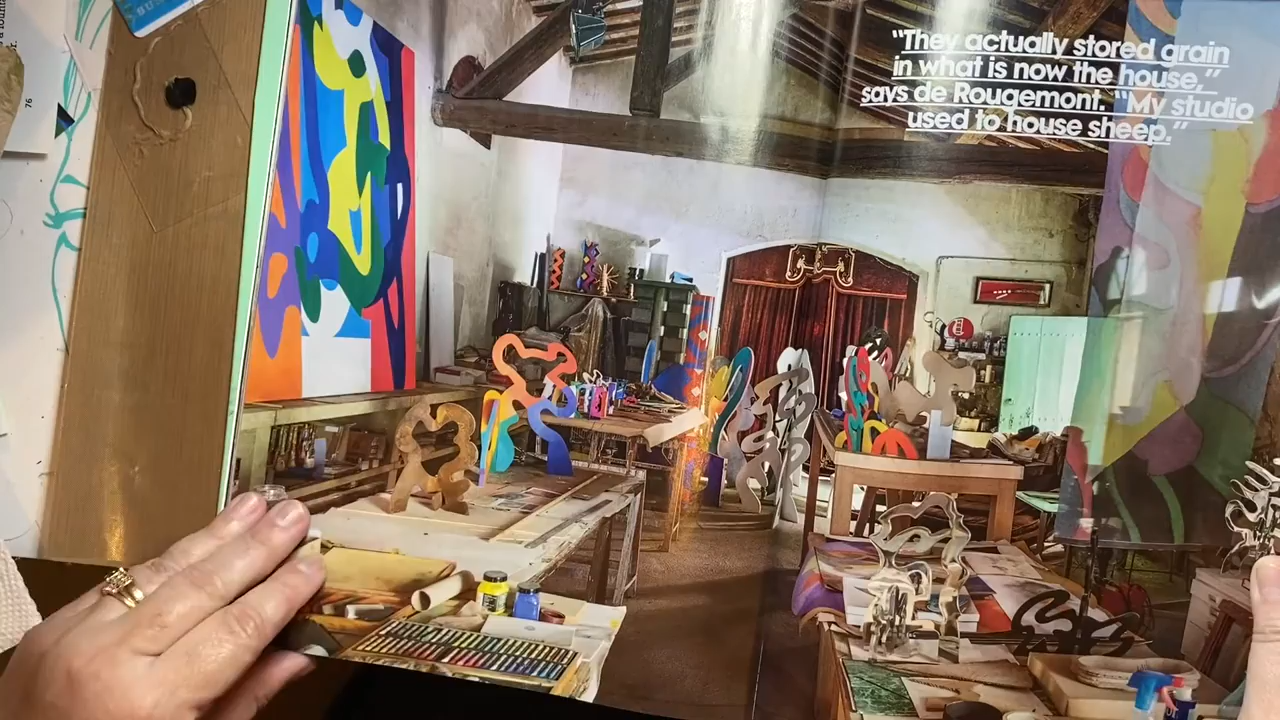 "They actually stored grain
in what is now the house,"
says de Rougemont. "My studio
used to house sheep."
76